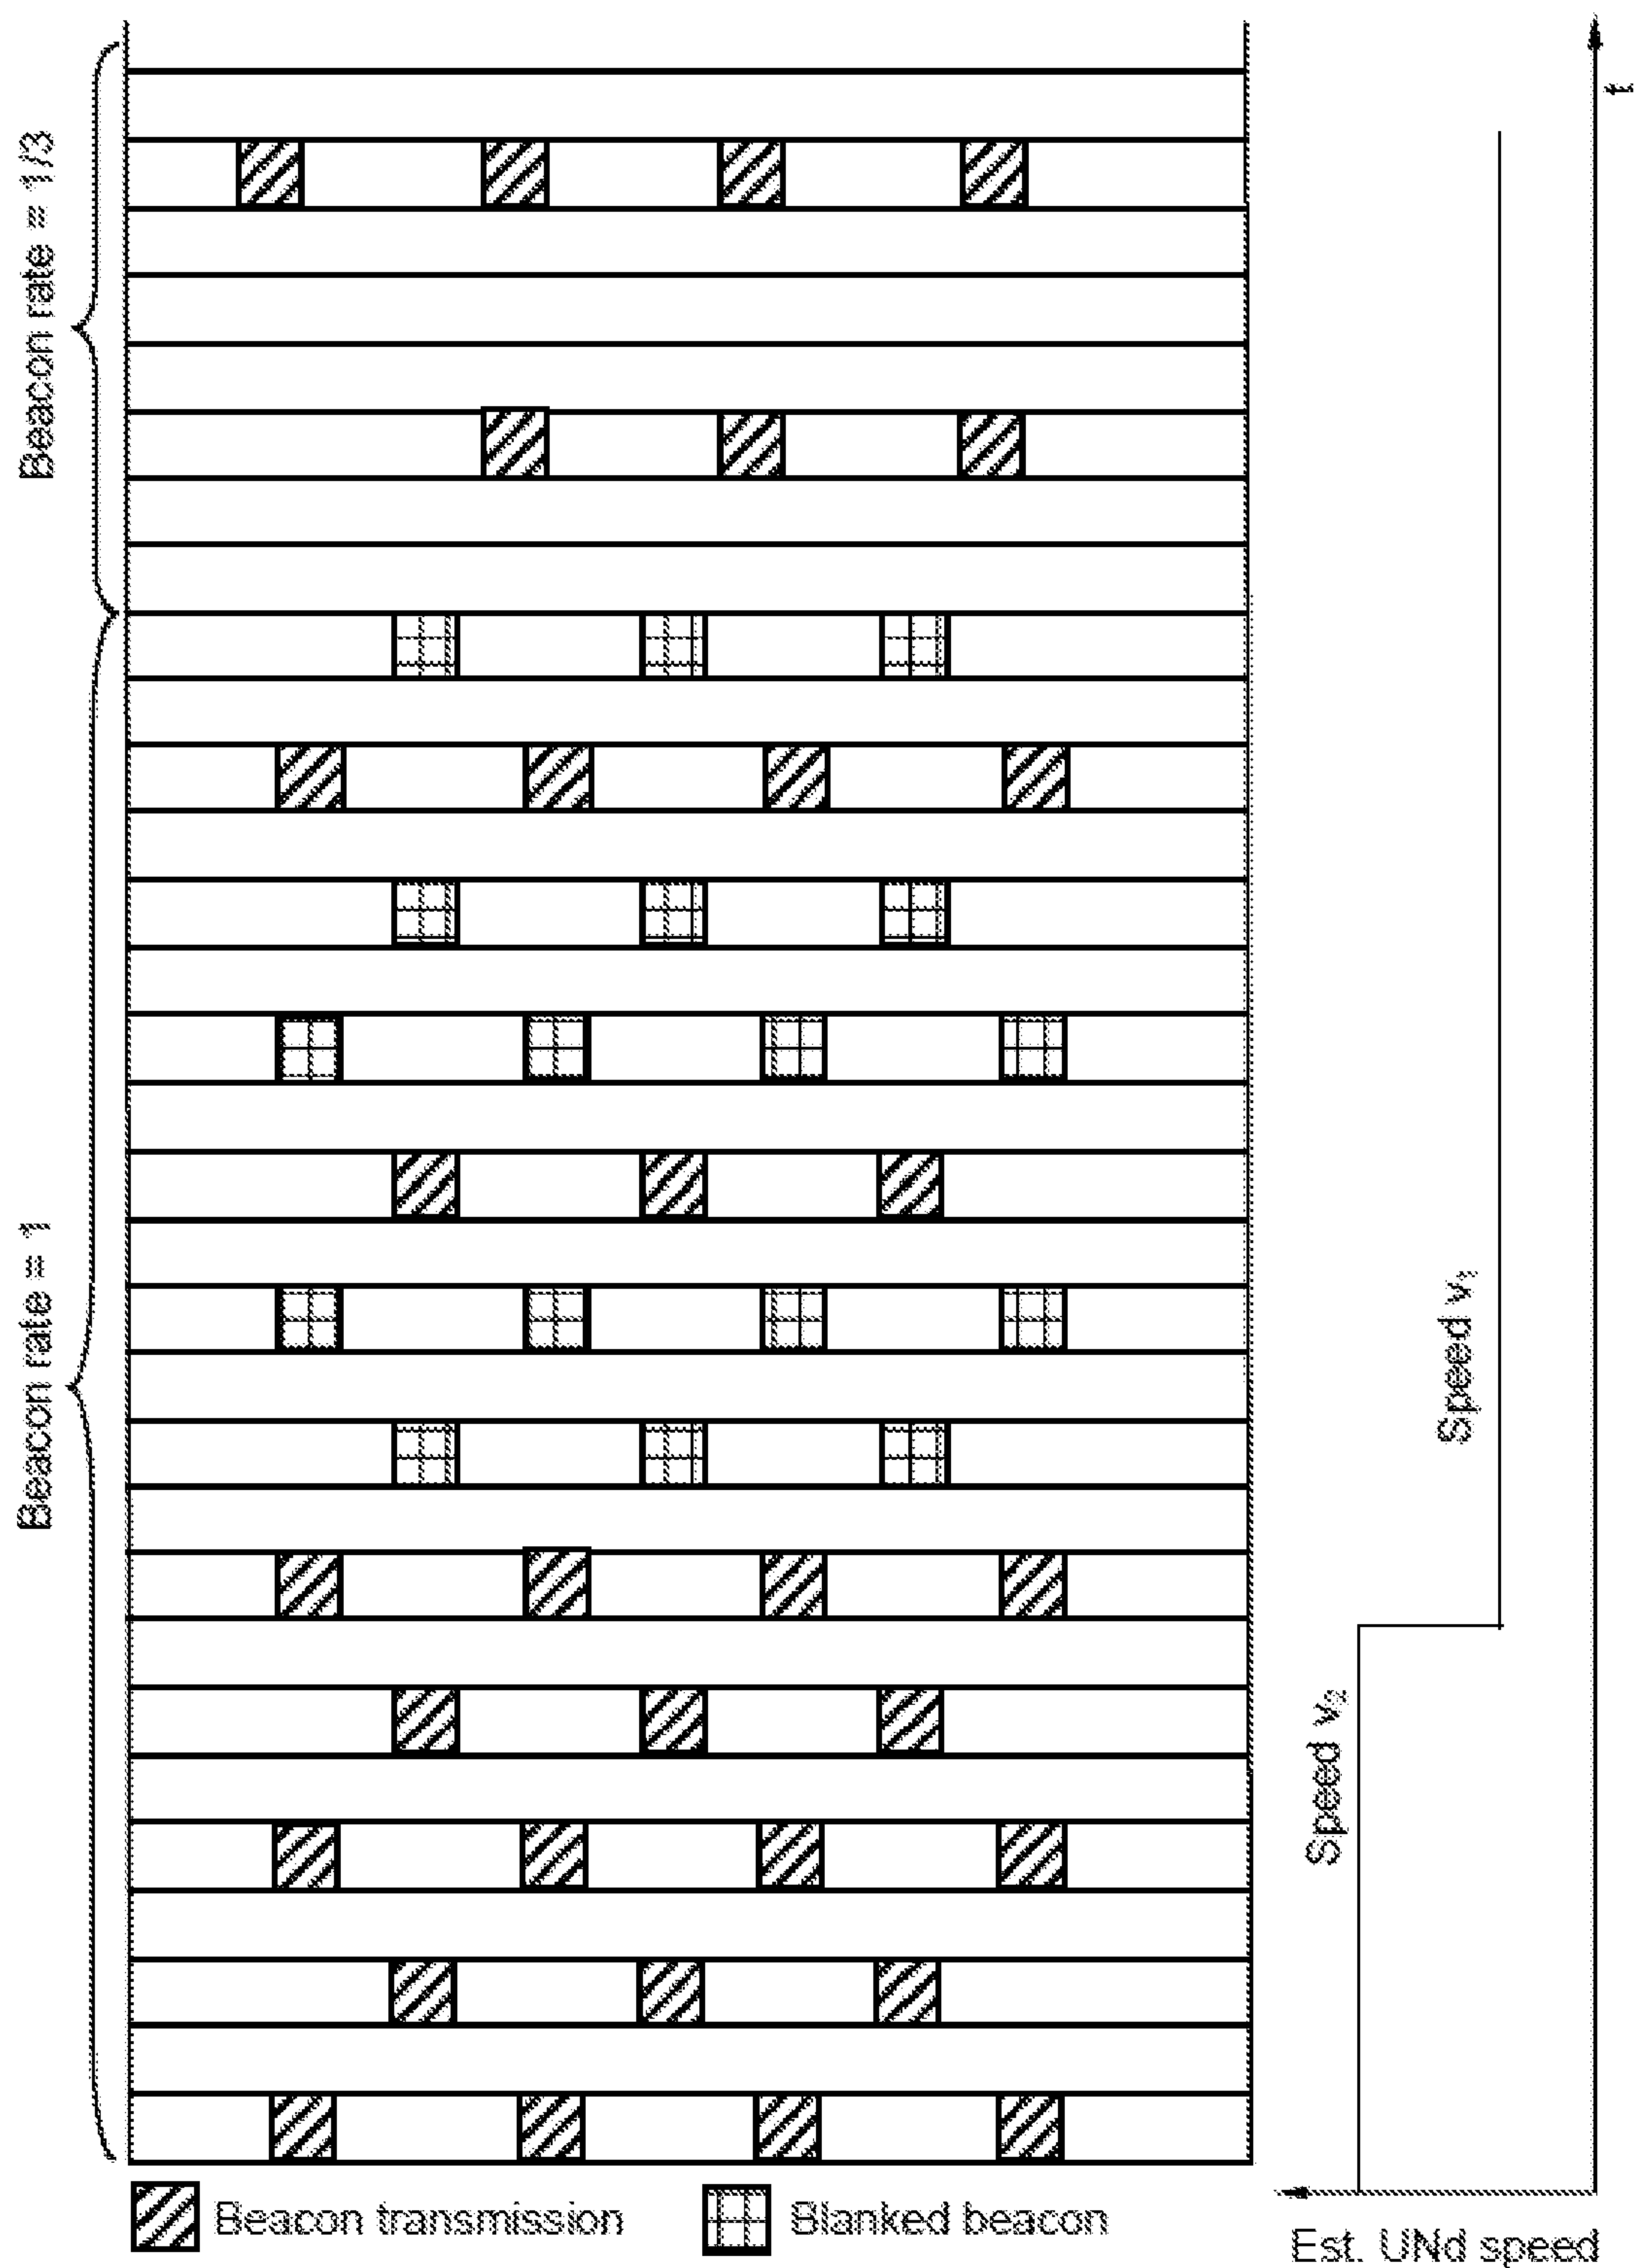 Beacon rate = 1/3
Beacon rate = 1
t
Speed v₁
Speed v₂
Beacon transmission
Blanked beacon
Est. UNd speed